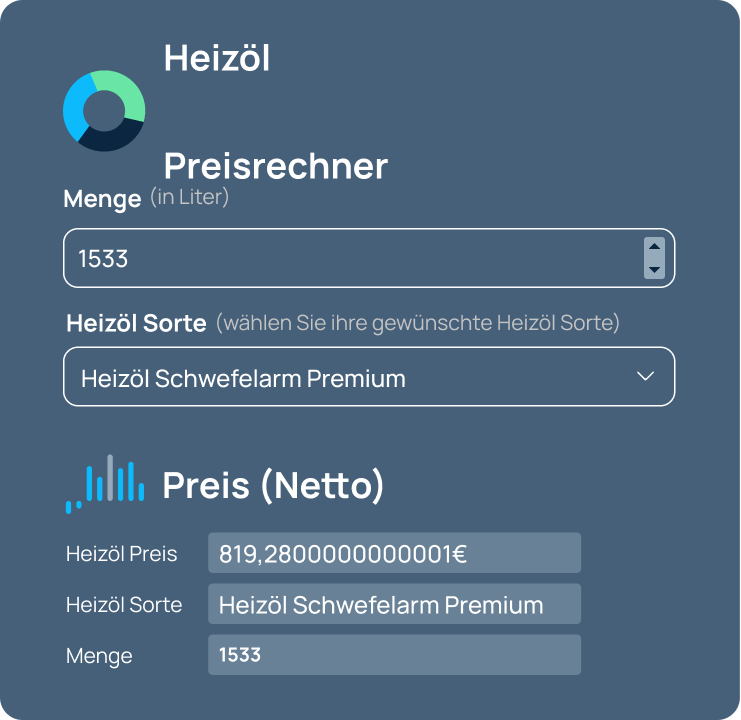 Heizöl
Preisrechner
Menge (in Liter)
1533
Heizöl Sorte (wählen Sie ihre gewünschte Heizöl Sorte)
Heizöl Schwefelarm Premium
Preis (Netto)
Heizöl Preis 819,2800000000001€
Heizöl Sorte Heizöl Schwefelarm Premium
Menge 1533